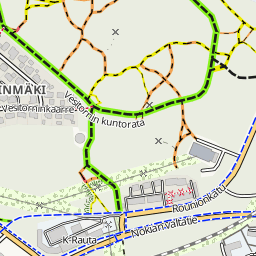 INMÄKI
Vesitorninkaarre
Vesitornin kuntorata
Rounionkatu
Nokian valtatie
K-Rauta